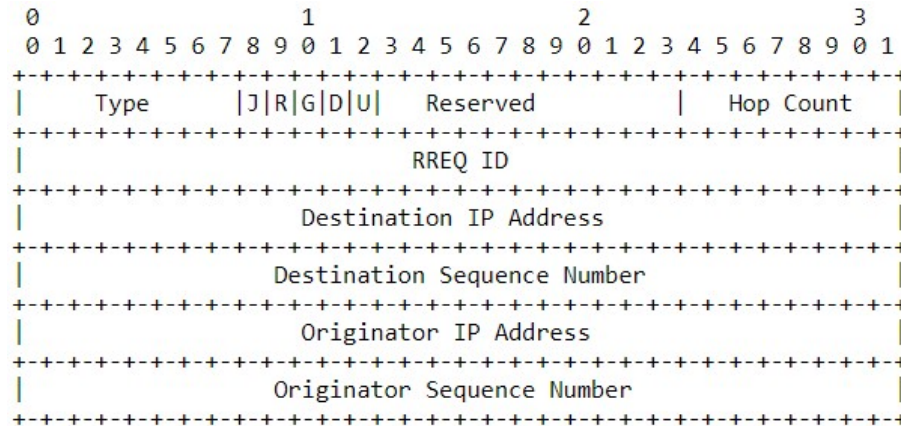 0                   1                   2                   3
0 1 2 3 4 5 6 7 8 9 0 1 2 3 4 5 6 7 8 9 0 1 2 3 4 5 6 7 8 9 0 1
+-+-+-+-+-+-+-+-+-+-+-+-+-+-+-+-+-+-+-+-+-+-+-+-+-+-+-+-+-+-+-+-+
|     Type      |J|R|G|D|U|   Reserved          |   Hop Count   |
+-+-+-+-+-+-+-+-+-+-+-+-+-+-+-+-+-+-+-+-+-+-+-+-+-+-+-+-+-+-+-+-+
|                            RREQ ID                            |
+-+-+-+-+-+-+-+-+-+-+-+-+-+-+-+-+-+-+-+-+-+-+-+-+-+-+-+-+-+-+-+-+
|                    Destination IP Address                     |
+-+-+-+-+-+-+-+-+-+-+-+-+-+-+-+-+-+-+-+-+-+-+-+-+-+-+-+-+-+-+-+-+
|                  Destination Sequence Number                  |
+-+-+-+-+-+-+-+-+-+-+-+-+-+-+-+-+-+-+-+-+-+-+-+-+-+-+-+-+-+-+-+-+
|                    Originator IP Address                      |
+-+-+-+-+-+-+-+-+-+-+-+-+-+-+-+-+-+-+-+-+-+-+-+-+-+-+-+-+-+-+-+-+
|                  Originator Sequence Number                   |
+-+-+-+-+-+-+-+-+-+-+-+-+-+-+-+-+-+-+-+-+-+-+-+-+-+-+-+-+-+-+-+-+